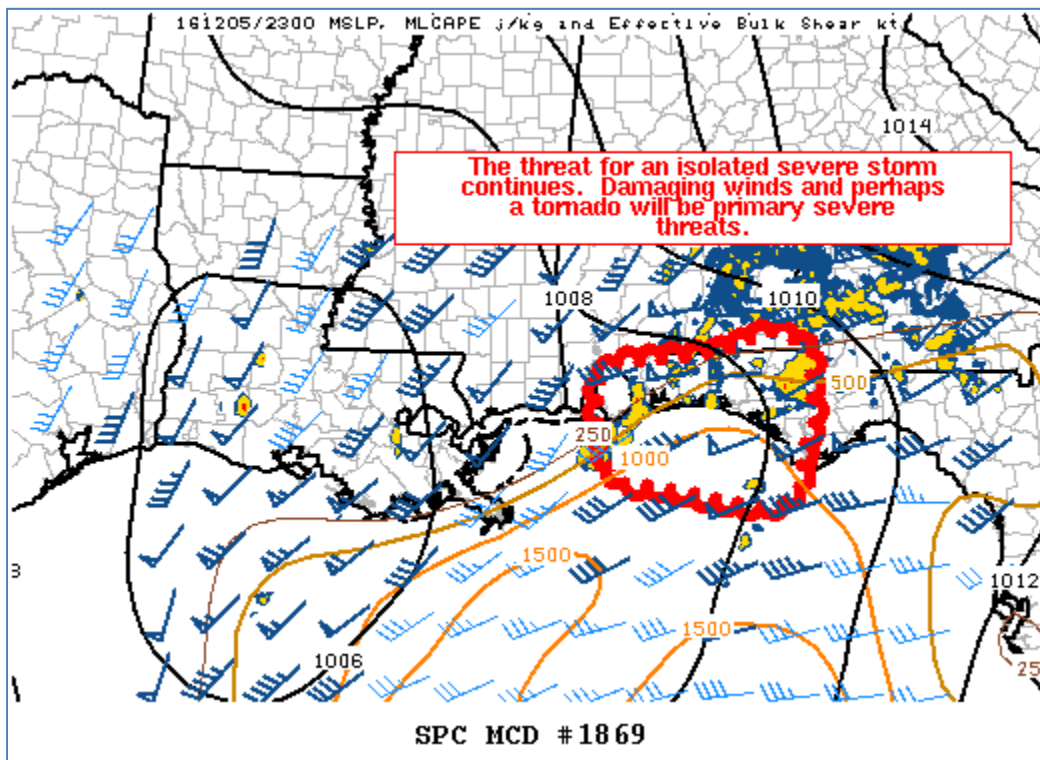 161205/2300 MSLP, MLCAPE j/kg and Effective Bulk Shear kt
1014
The threat for an isolated severe storm
continues. Damaging winds and perhaps
a tornado will be primary severe
threats.
1008
1010
500
250
1000
1500
1012
1500
1006
25
SPC MCD #1869